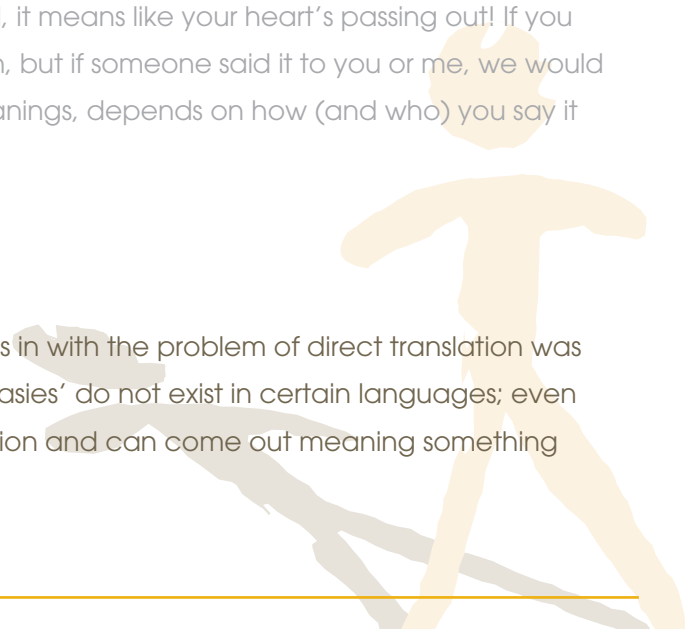 , it means like your heart's passing out! If you
, but if someone said it to you or me, we would
anings, depends on how (and who) you say it
s in with the problem of direct translation was
asies' do not exist in certain languages; even
ion and can come out meaning something